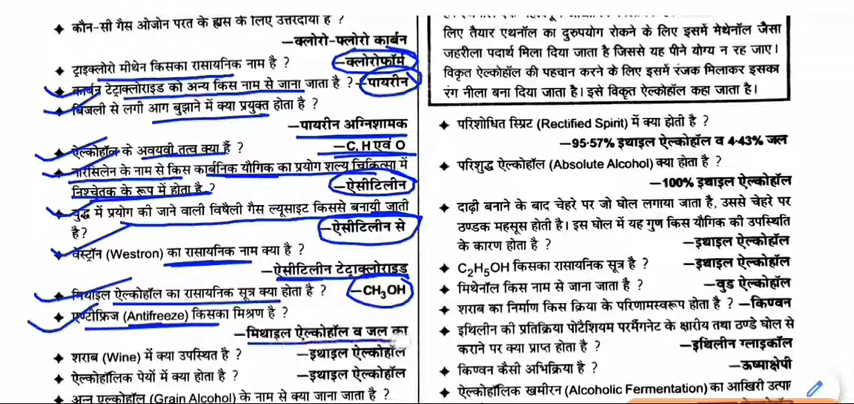 कौन-सी गैस ओजोन परत के ह्रास के लिए उत्तरदायी है ?
—क्लोरो-फ्लोरो कार्बन
ट्राइक्लोरो मीथेन किसका रासायनिक नाम है ? —क्लोरोफॉर्म
कार्बन टेट्राक्लोराइड को अन्य किस नाम से जाना जाता है ? —पायरीन
बिजली से लगी आग बुझाने में क्या प्रयुक्त होता है ?
—पायरीन अग्निशामक
ऐल्कोहॉल के अवयवी तत्व क्या हैं ? —C, H एवं O
नारसिलेन के नाम से किस कार्बनिक यौगिक का प्रयोग शल्य चिकित्सा में
निश्चेतक के रूप में होता है ? —ऐसीटिलीन
युद्ध में प्रयोग की जाने वाली विषैली गैस ल्यूसाइट किससे बनायी जाती
है? —ऐसीटिलीन से
वेस्ट्रॉन (Westron) का रासायनिक नाम क्या है ?
—ऐसीटिलीन टेट्राक्लोराइड
मिथाइल ऐल्कोहॉल का रासायनिक सूत्र क्या होता है ? —CH3OH
एण्टीफ्रिज (Antifreeze) किसका मिश्रण है ?
—मिथाइल ऐल्कोहॉल व जल का
शराब (Wine) में क्या उपस्थित है ? —इथाइल ऐल्कोहॉल
ऐल्कोहॉलिक पेयों में क्या होता है ? —इथाइल ऐल्कोहॉल
अन्न एल्कोहॉल (Grain Alcohol) के नाम से क्या जाना जाता है ?
लिए तैयार एथनॉल का दुरुपयोग रोकने के लिए इसमें मेथेनॉल जैसा
जहरीला पदार्थ मिला दिया जाता है जिससे यह पीने योग्य न रह जाए।
विकृत ऐल्कोहॉल की पहचान करने के लिए इसमें रंजक मिलाकर इसका
रंग नीला बना दिया जाता है। इसे विकृत ऐल्कोहॉल कहा जाता है।
परिशोधित स्प्रिट (Rectified Spirit) में क्या होता है ?
—95·57% इथाइल ऐल्कोहॉल व 4·43% जल
परिशुद्ध ऐल्कोहॉल (Absolute Alcohol) क्या होता है ?
—100% इथाइल ऐल्कोहॉल
दाढ़ी बनाने के बाद चेहरे पर जो घोल लगाया जाता है, उससे चेहरे पर
ठण्डक महसूस होती है। इस घोल में यह गुण किस यौगिक की उपस्थिति
के कारण होता है ? —इथाइल ऐल्कोहॉल
C2H5OH किसका रासायनिक सूत्र है ? —इथाइल ऐल्कोहॉल
मिथेनॉल किस नाम से जाना जाता है ? —वुड ऐल्कोहॉल
शराब का निर्माण किस क्रिया के परिणामस्वरूप होता है ? —किण्वन
इथिलीन की प्रतिक्रिया पोटैशियम परमैंगनेट के क्षारीय तथा ठण्डे घोल से
कराने पर क्या प्राप्त होता है ? —इथिलीन ग्लाइकॉल
किण्वन कैसी अभिक्रिया है ? —ऊष्माक्षेपी
ऐल्कोहॉलिक खमीरन (Alcoholic Fermentation) का आखिरी उत्पा